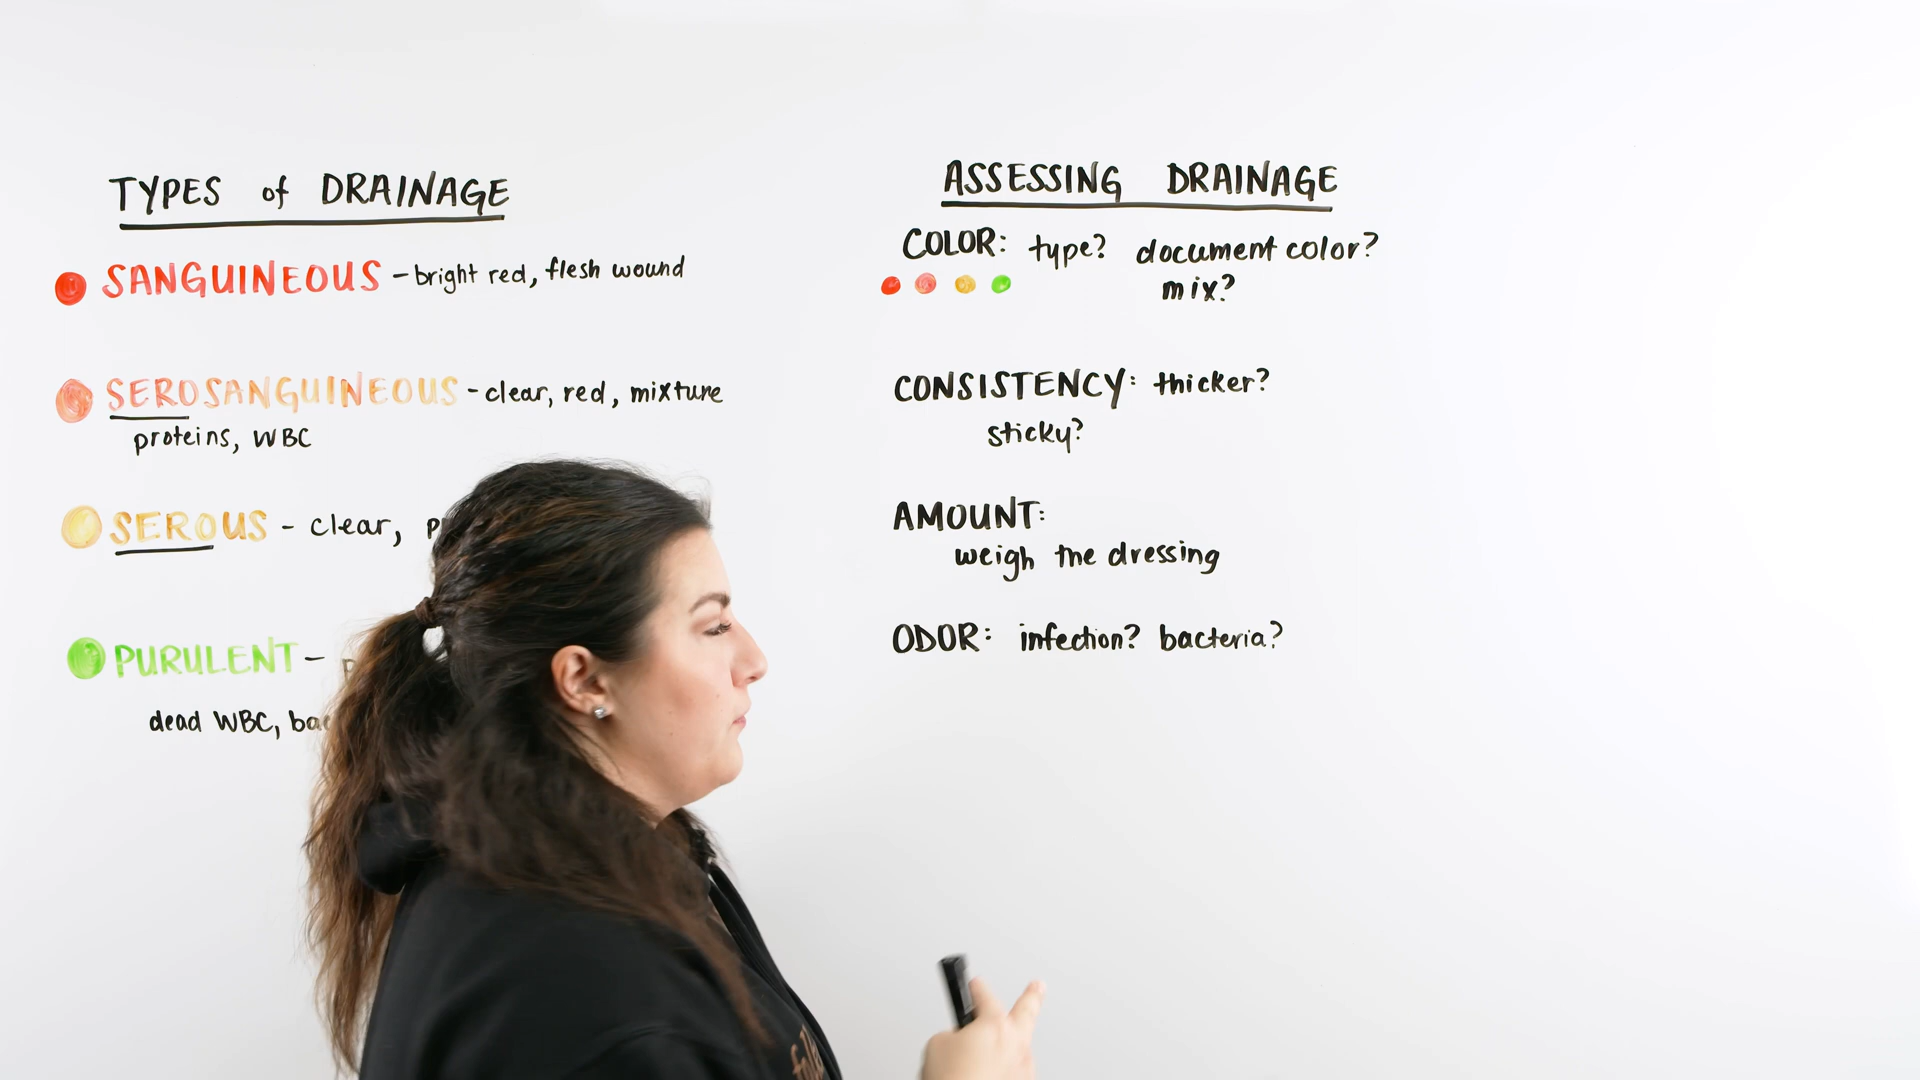 TYPES of DRAINAGE
SANGUINEOUS - bright red, flesh wound
SEROSANGUINEOUS - clear, red, mixture
proteins, WBC
SEROUS - clear,
PURULENT -
dead WBC,
ASSESSING DRAINAGE
COLOR: type? document color?
mix?
CONSISTENCY: thicker?
sticky?
AMOUNT:
weigh the dressing
ODOR: infection? bacteria?